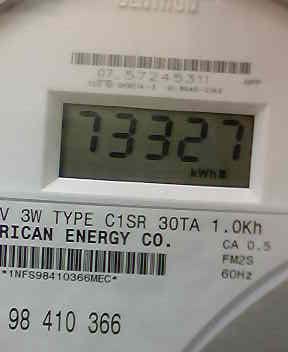 07.57245311
73327
kWh
V 3W TYPE C1SR 30TA 1.0Kh
RICAN ENERGY CO.
CA 0.5
FM2S
60Hz
*1NFS98410366MEC*
98 410 366